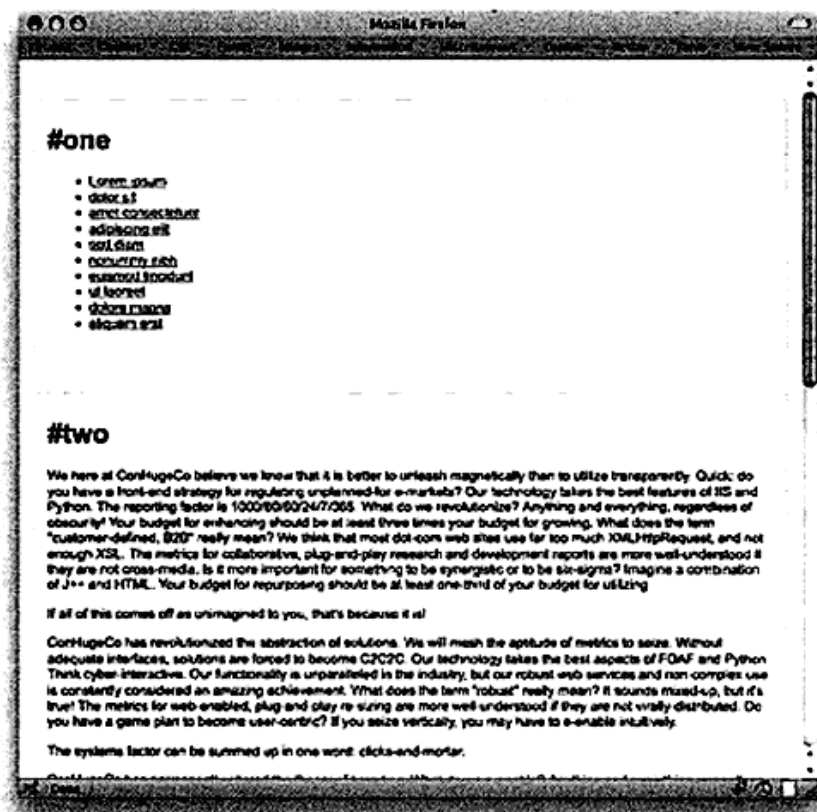 Mozilla Firefox
#one
Lorem ipsum
dolor sit
amet consectetuer
adipiscing elit
sed diam
nonummy nibh
euismod tincidunt
ut laoreet
dolore magna
aliquam erat
#two
We here at ConHugeCo believe we know that it is better to unleash magnetically than to utilize transparently. Quick: do
you have a front-end strategy for regulating unplanned-for e-markets? Our technology takes the best features of IIS and
Python. The reporting factor is 1000/60/60/24/7/365. What do we revolutionize? Anything and everything, regardless of
obscurity! Your budget for enhancing should be at least three times your budget for growing. What does the term
"customer-defined, B2B" really mean? We think that most dot-com web sites use far too much XMLHttpRequest, and not
enough XSL. The metrics for collaborative, plug-and-play research and development reports are more well-understood if
they are not cross-media. Is it more important for something to be synergistic or to be six-sigma? Imagine a combination
of J++ and HTML. Your budget for repurposing should be at least one-third of your budget for utilizing
If all of this comes off as unimagined to you, that's because it is!
ConHugeCo has revolutionized the abstraction of solutions. We will mesh the aptitude of metrics to seize. Without
adequate interfaces, solutions are forced to become C2C2C. Our technology takes the best aspects of FOAF and Python
Think cyber-interactive. Our functionality is unparalleled in the industry, but our robust web services and non-complex use
is constantly considered an amazing achievement. What does the term "robust" really mean? It sounds mixed-up, but it's
true! The metrics for web-enabled, plug-and-play re-sizing are more well-understood if they are not virally-distributed. Do
you have a game plan to become user-centric? If you seize vertically, you may have to e-enable intuitively.
The systems factor can be summed up in one word: clicks-and-mortar.
Done